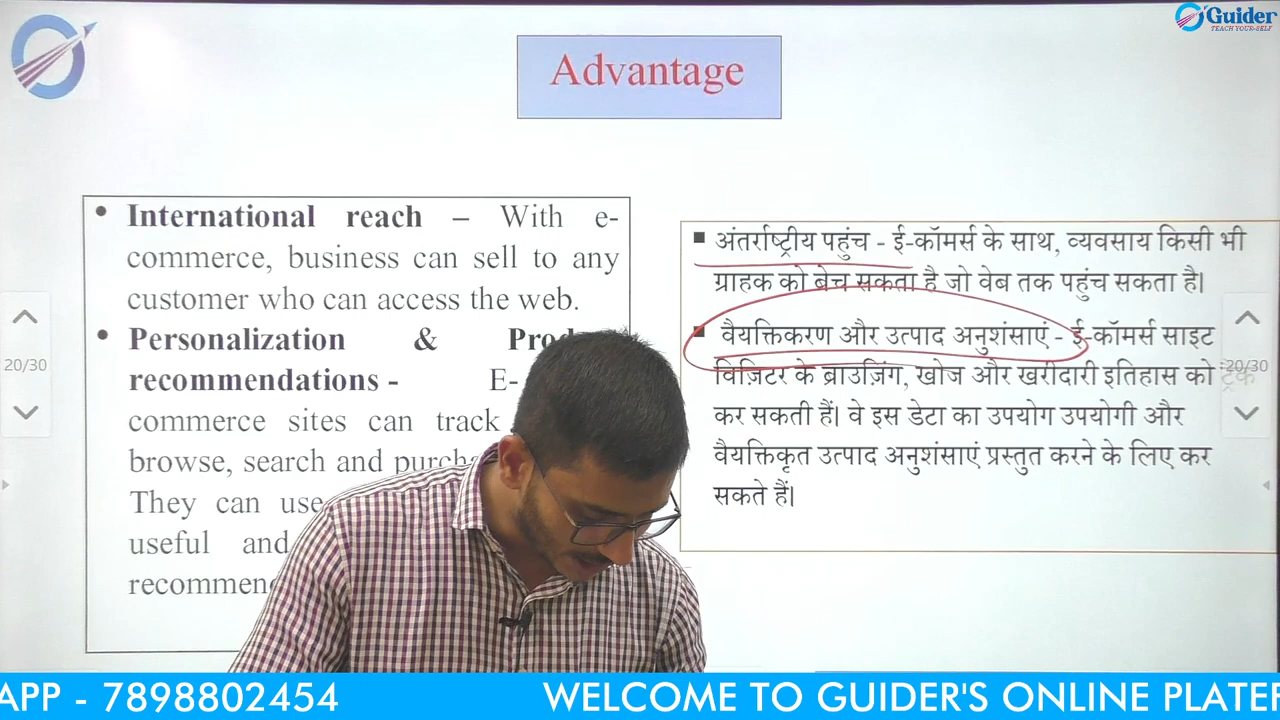 Guider
TEACH YOUR-SELF
Advantage
• International reach – With e-
commerce, business can sell to any
customer who can access the web.
• Personalization & Prod
recommendations - E-
commerce sites can track
browse, search and purcha
They can use
useful and
recommen
▪ अंतर्राष्ट्रीय पहुंच - ई-कॉमर्स के साथ, व्यवसाय किसी भी
ग्राहक को बेच सकता है जो वेब तक पहुंच सकता है।
▪ वैयक्तिकरण और उत्पाद अनुशंसाएं - ई-कॉमर्स साइट
विज़िटर के ब्राउज़िंग, खोज और खरीदारी इतिहास को ट्रैक
कर सकती हैं। वे इस डेटा का उपयोग उपयोगी और
वैयक्तिकृत उत्पाद अनुशंसाएं प्रस्तुत करने के लिए कर
सकते हैं।
20/30
20/30
APP - 7898802454 WELCOME TO GUIDER'S ONLINE PLATEF